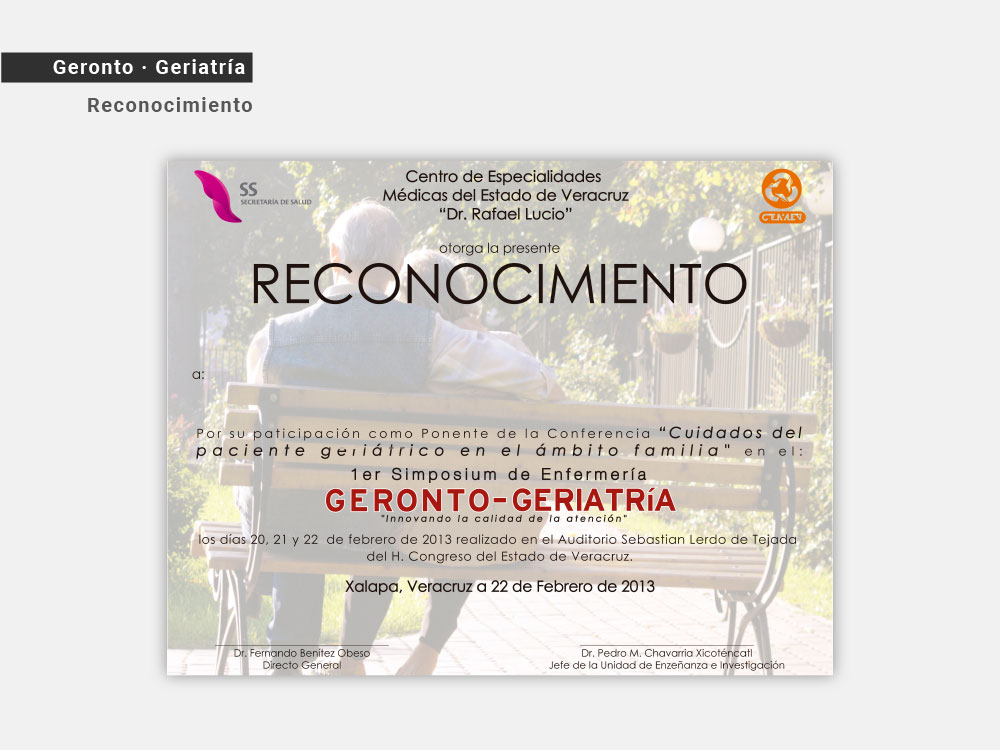 Geronto · Geriatría
Reconocimiento
SS
SECRETARÍA DE SALUD
Centro de Especialidades
Médicas del Estado de Veracruz
“Dr. Rafael Lucio”
otorga la presente
RECONOCIMIENTO
a:
Por su paticipación como Ponente de la Conferencia “Cuidados del
paciente geriátrico en el ámbito familia" en el:
1er Simposium de Enfermería
GERONTO-GERIATRíA
"Innovando la calidad de la atención"
los días 20, 21 y 22 de febrero de 2013 realizado en el Auditorio Sebastian Lerdo de Tejada
del H. Congreso del Estado de Veracruz.
Xalapa, Veracruz a 22 de Febrero de 2013
Dr. Fernando Benitez Obeso
Directo General
Dr. Pedro M. Chavarria Xicoténcatl
Jefe de la Unidad de Enzeñanza e Investigación